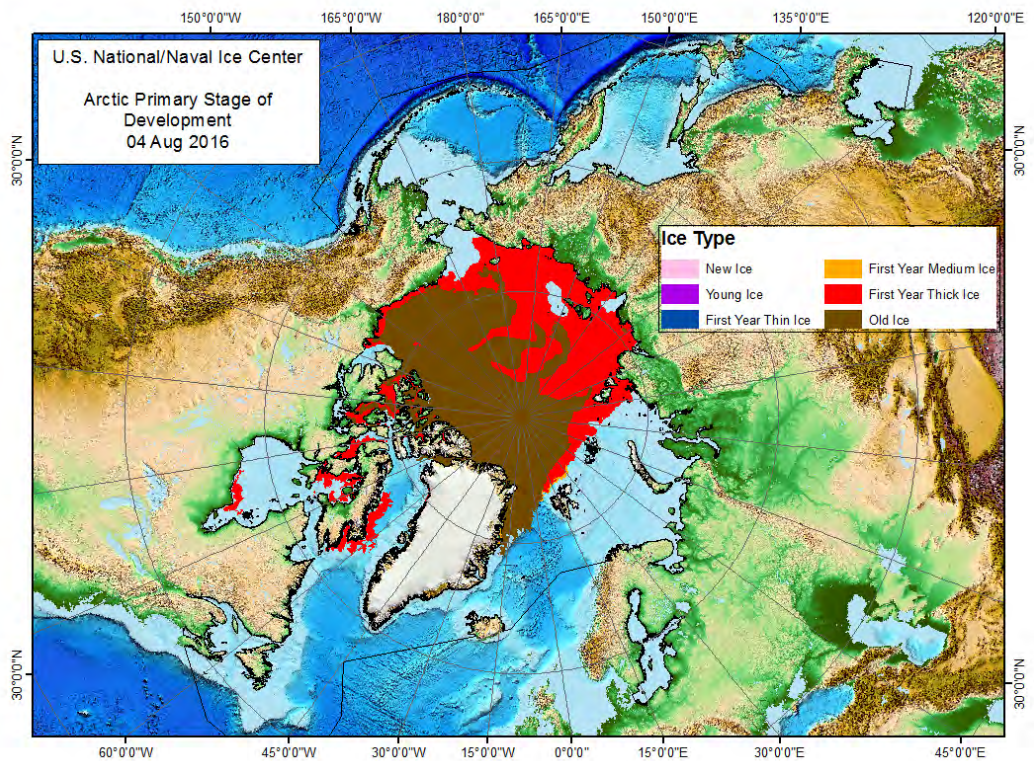 150°0'0"W 165°0'0"W 180°0'0" 165°0'0"E 150°0'0"E 135°0'0"E 120°0'0"E
U.S. National/Naval Ice Center
Arctic Primary Stage of
Development
04 Aug 2016
30°0'0"N
30°0'0"N
Ice Type
New Ice
First Year Medium Ice
Young Ice
First Year Thick Ice
First Year Thin Ice
Old Ice
30°0'0"N
30°0'0"N
60°0'0"W 45°0'0"W 30°0'0"W 15°0'0"W 0°0'0" 15°0'0"E 30°0'0"E 45°0'0"E